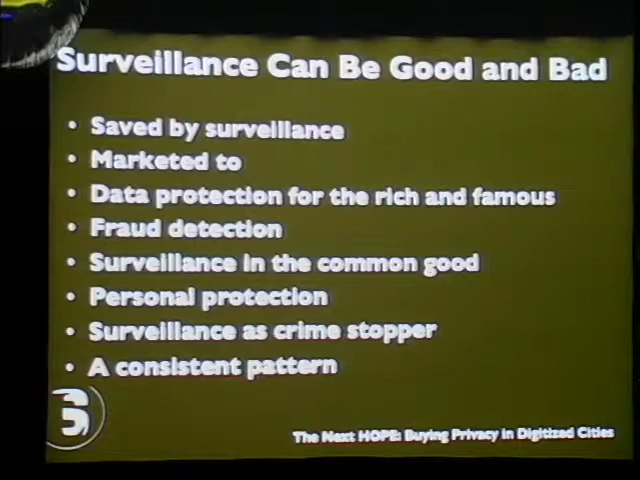 Surveillance Can Be Good and Bad
• Saved by surveillance
• Marketed to
• Data protection for the rich and famous
• Fraud detection
• Surveillance in the common good
• Personal protection
• Surveillance as crime stopper
• A consistent pattern
The Next HOPE: Buying Privacy in Digitized Cities